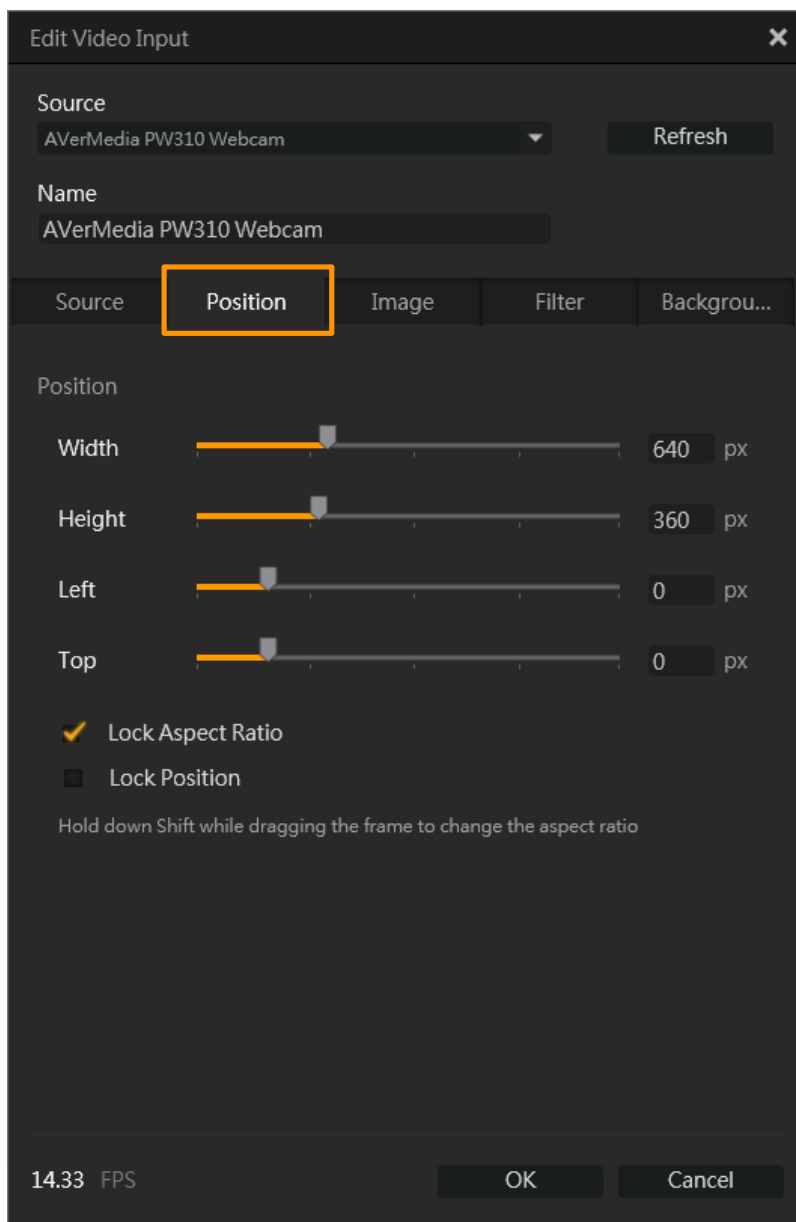 Edit Video Input
Source
AVerMedia PW310 Webcam
Refresh
Name
AVerMedia PW310 Webcam
Source Position Image Filter Backgrou...
Position
Width 640 px
Height 360 px
Left 0 px
Top 0 px
Lock Aspect Ratio
Lock Position
Hold down Shift while dragging the frame to change the aspect ratio
14.33 FPS OK Cancel